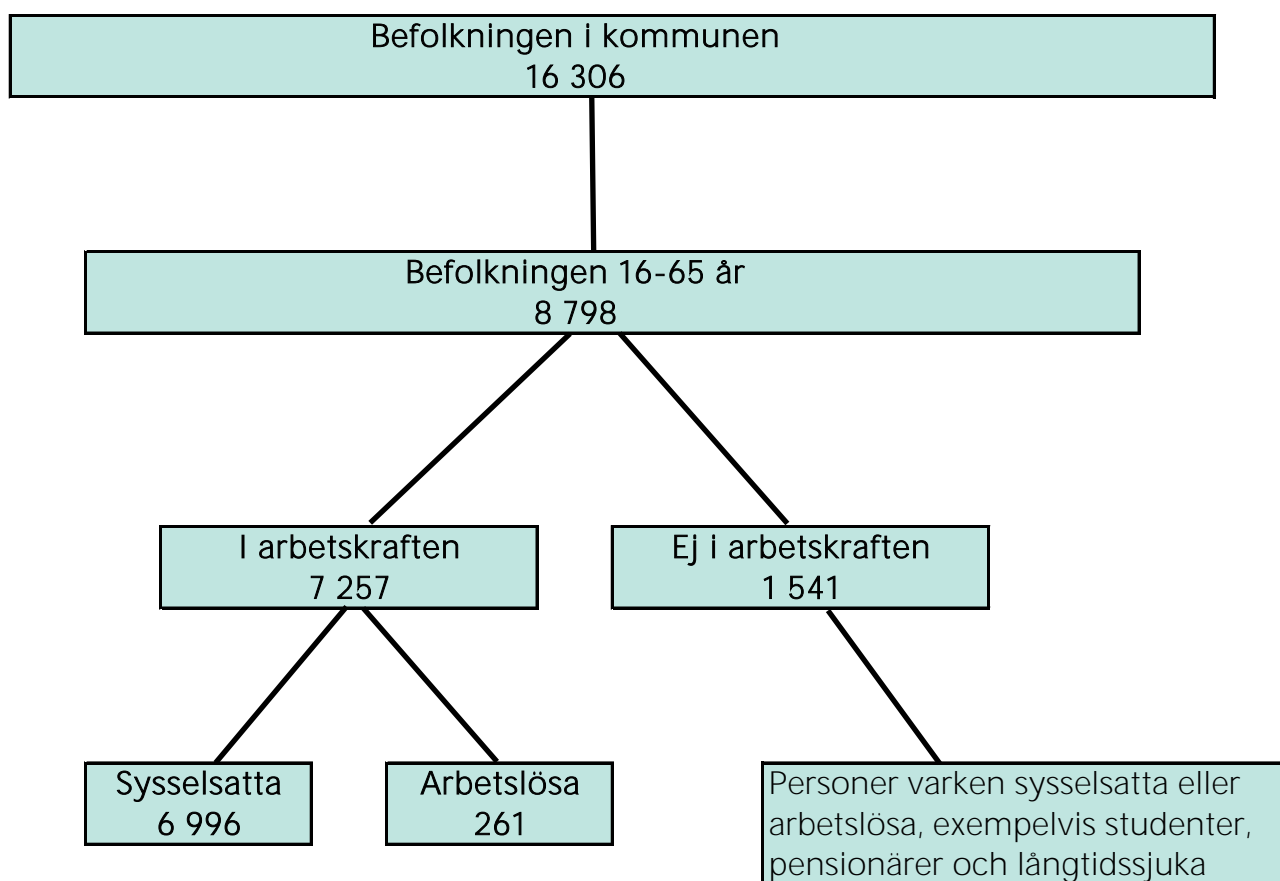 Befolkningen i kommunen
16 306
Befolkningen 16-65 år
8 798
I arbetskraften
7 257
Ej i arbetskraften
1 541
Sysselsatta
6 996
Arbetslösa
261
Personer varken sysselsatta eller
arbetslösa, exempelvis studenter,
pensionärer och långtidssjuka